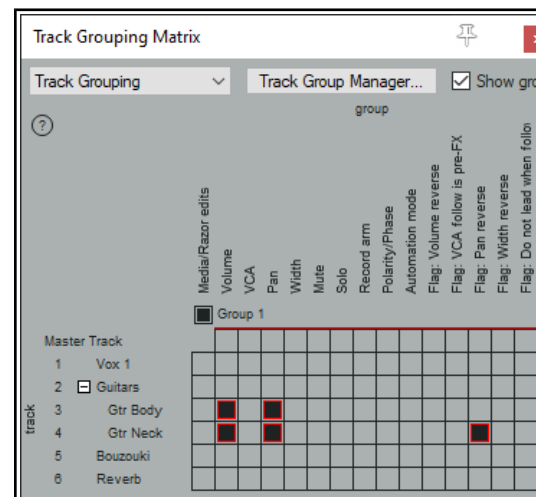 Track Grouping Matrix
Track Grouping
Track Group Manager...
Show gro
group
?
Media/Razor edits
Volume
VCA
Pan
Width
Mute
Solo
Record arm
Polarity/Phase
Automation mode
Flag: Volume reverse
Flag: VCA follow is pre-FX
Flag: Pan reverse
Flag: Width reverse
Flag: Do not lead when follo
Group 1
Master Track
track
1 Vox 1
2 Guitars
3 Gtr Body
4 Gtr Neck
5 Bouzouki
6 Reverb